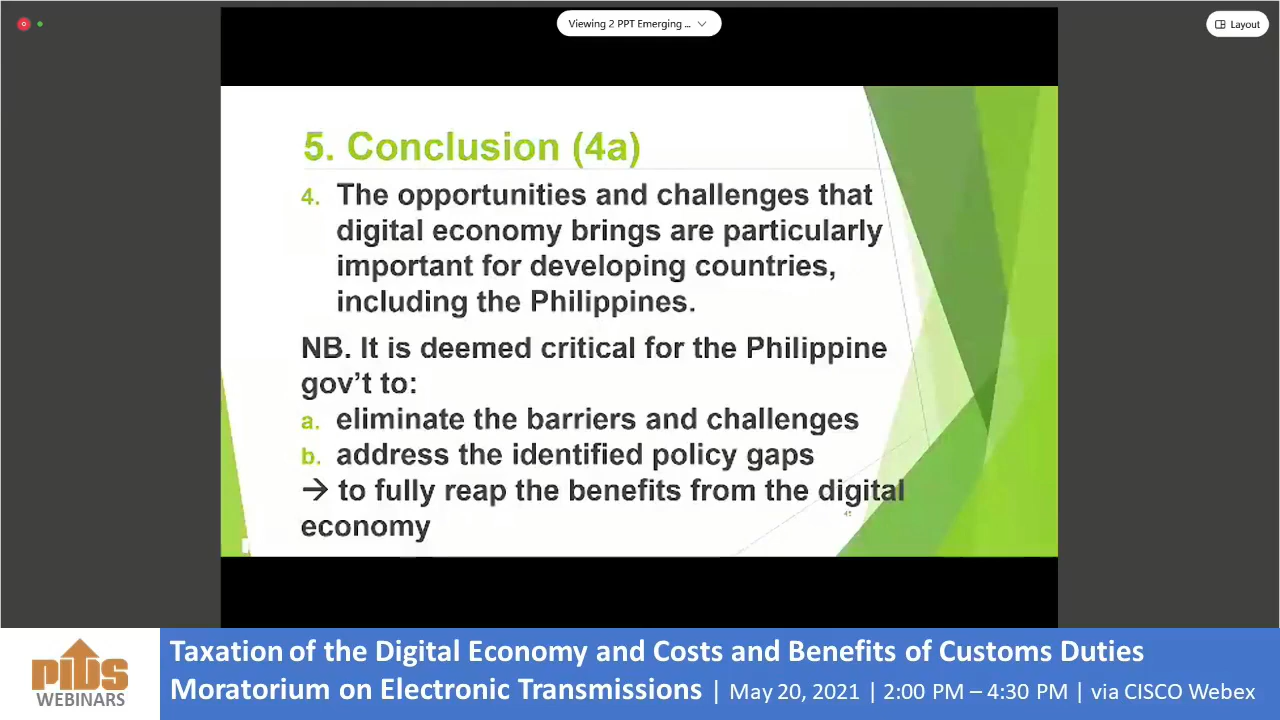 Viewing 2 PPT Emerging ...
Layout
5. Conclusion (4a)
4. The opportunities and challenges that
digital economy brings are particularly
important for developing countries,
including the Philippines.
NB. It is deemed critical for the Philippine
gov't to:
a. eliminate the barriers and challenges
b. address the identified policy gaps
→ to fully reap the benefits from the digital
economy
PIDS
WEBINARS
Taxation of the Digital Economy and Costs and Benefits of Customs Duties
Moratorium on Electronic Transmissions | May 20, 2021 | 2:00 PM – 4:30 PM | via CISCO Webex